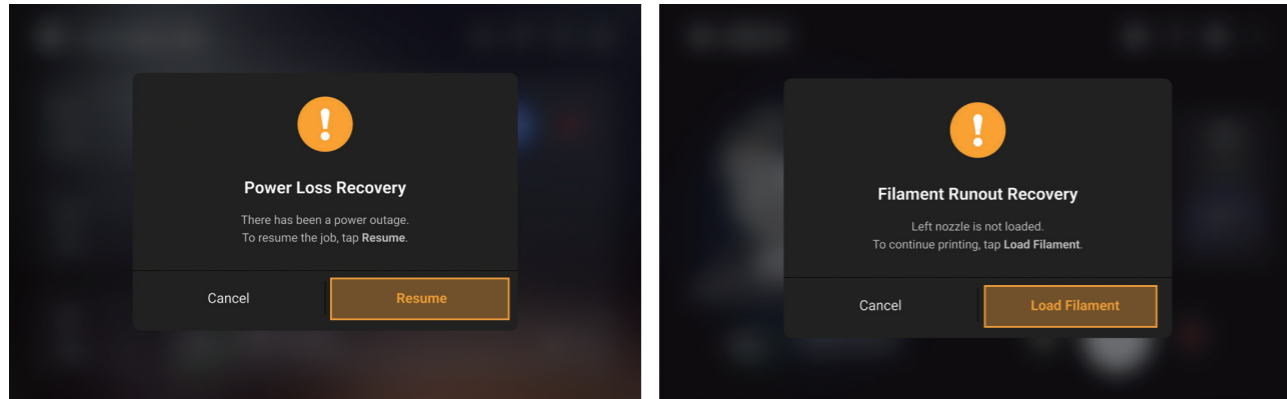 Power Loss Recovery
There has been a power outage.
To resume the job, tap Resume.
Cancel
Resume
Filament Runout Recovery
Left nozzle is not loaded.
To continue printing, tap Load Filament.
Cancel
Load Filament